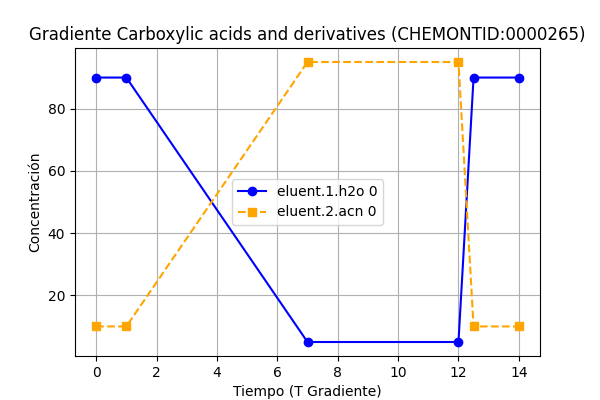 Gradiente Carboxylic acids and derivatives (CHEMONTID:0000265)
Concentración
80
60
40
20
eluent.1.h2o 0
eluent.2.acn 0
0 2 4 6 8 10 12 14
Tiempo (T Gradiente)